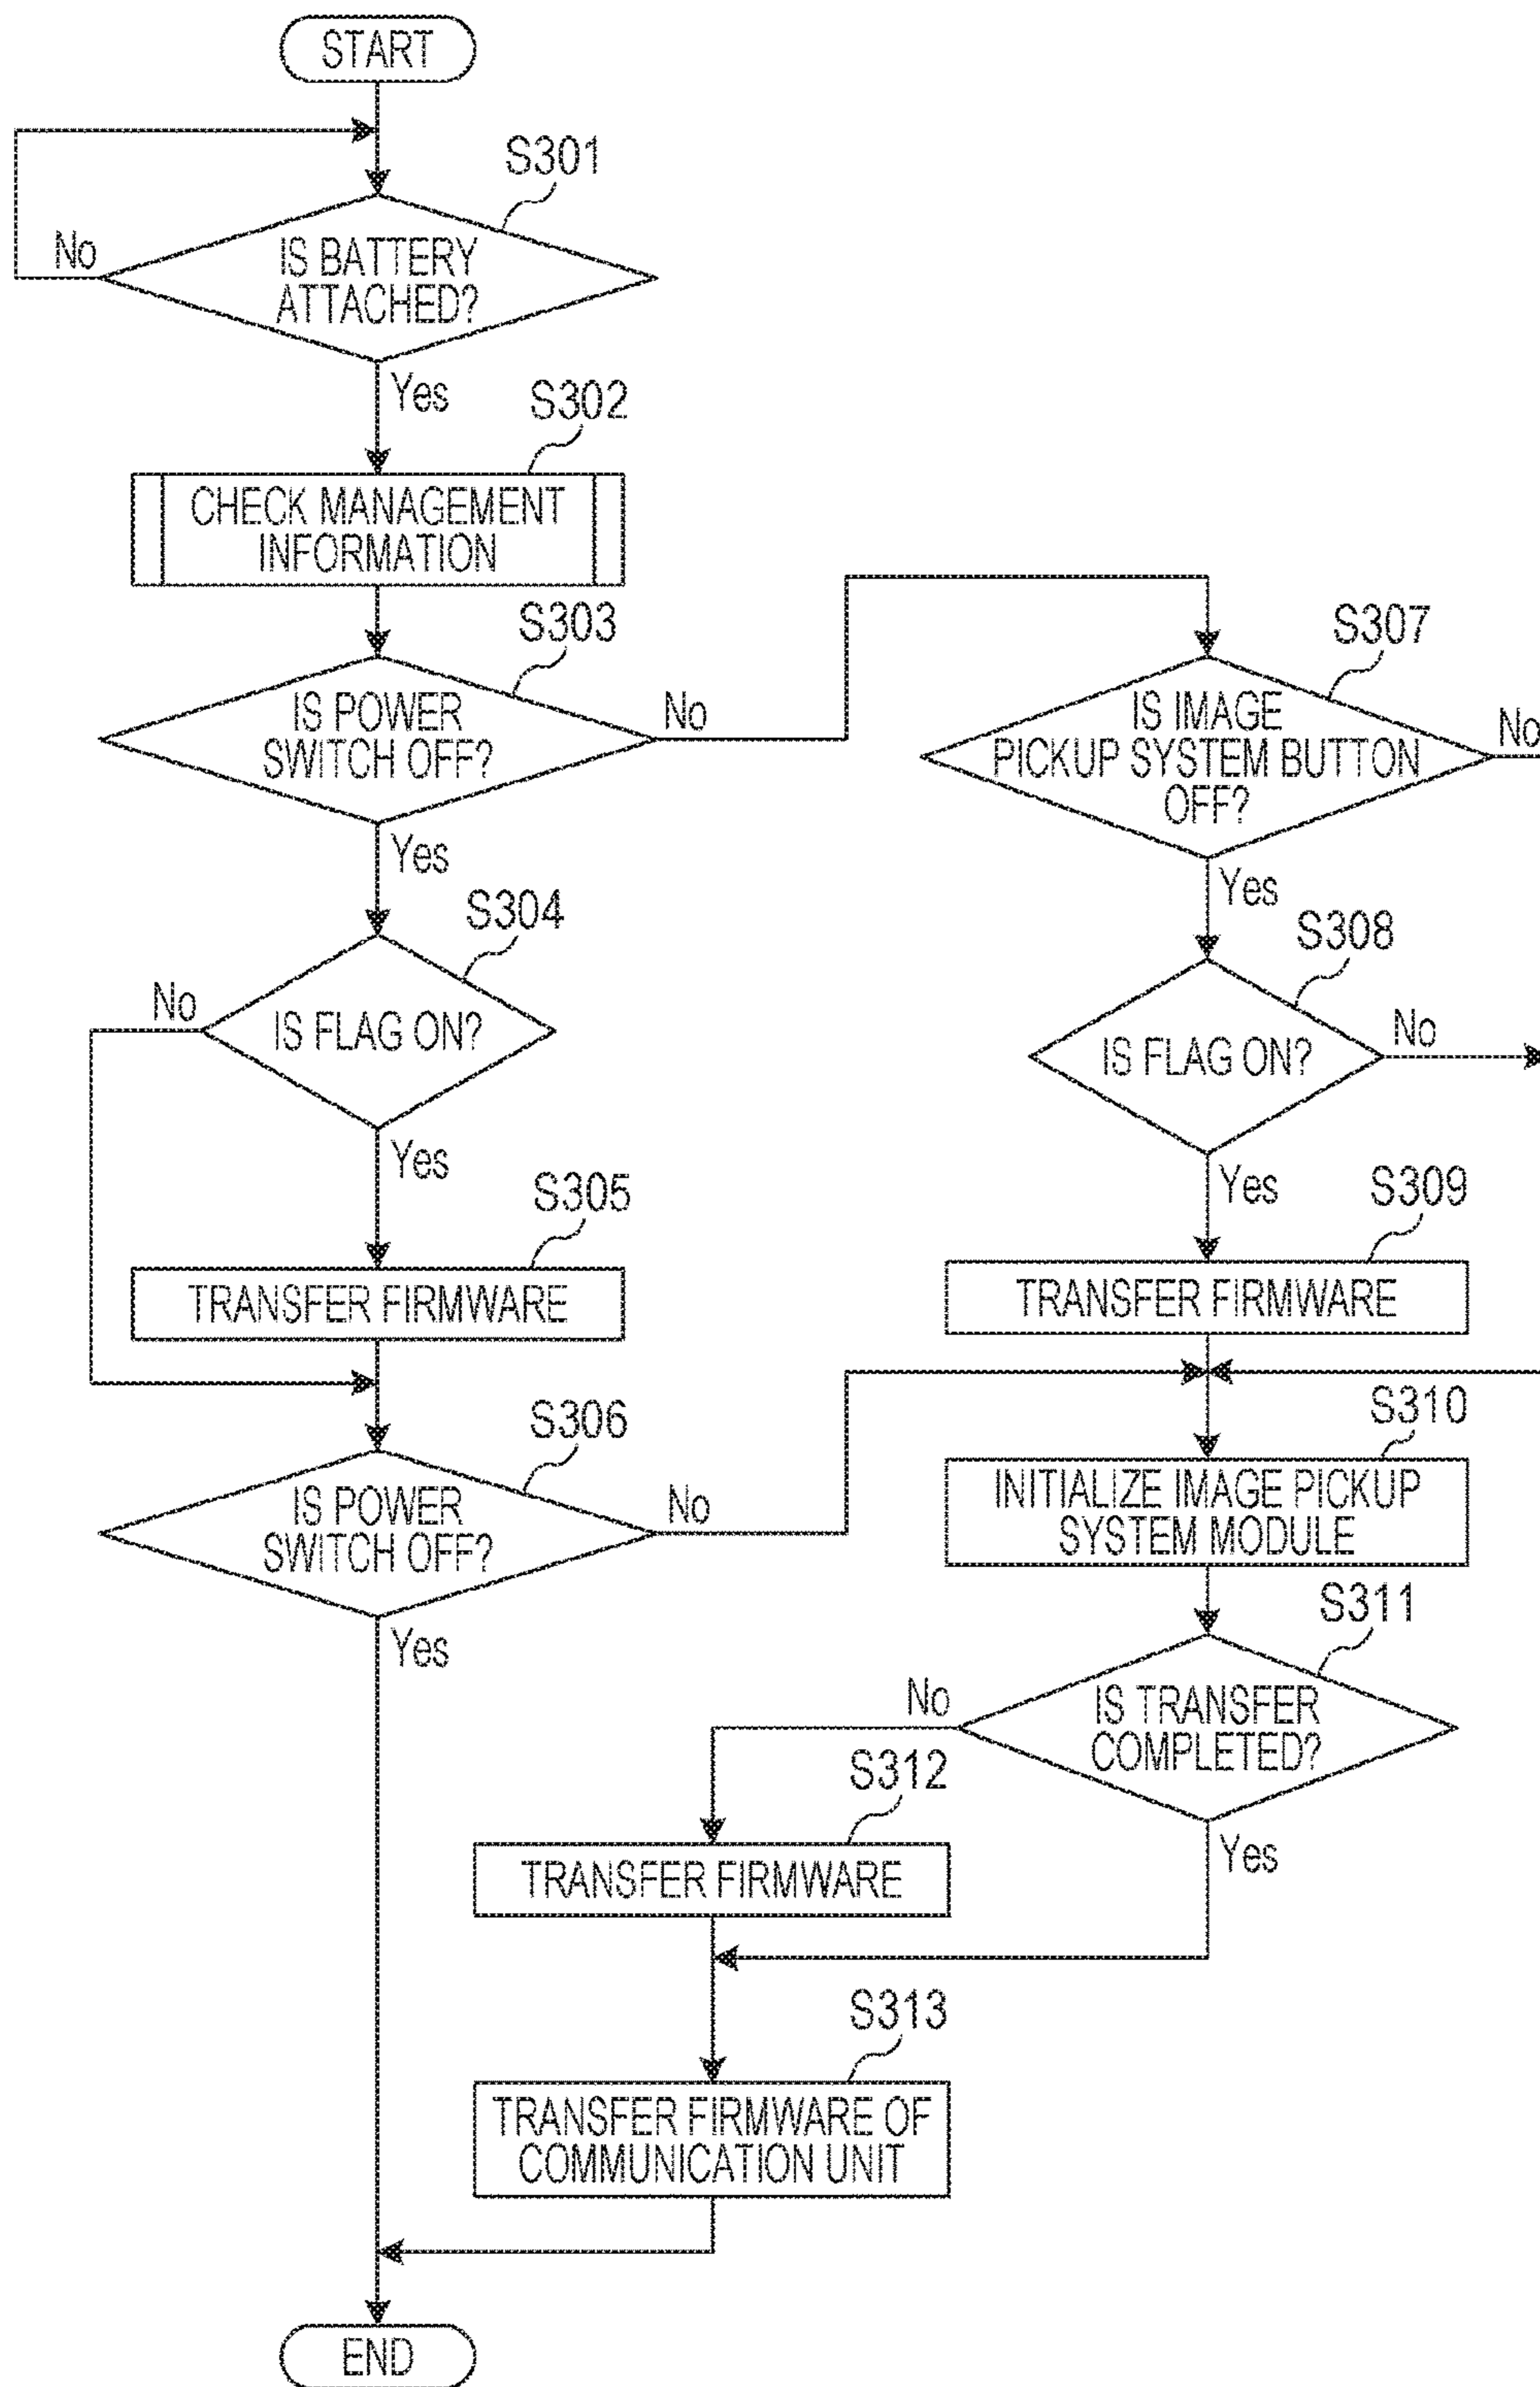 START
S301
No
IS BATTERY
ATTACHED?
Yes
S302
CHECK MANAGEMENT
INFORMATION
S303
IS POWER
SWITCH OFF?
No
Yes
S304
No
IS FLAG ON?
Yes
S305
TRANSFER FIRMWARE
S306
IS POWER
SWITCH OFF?
No
Yes
S307
IS IMAGE
PICKUP SYSTEM BUTTON
OFF?
No
Yes
S308
IS FLAG ON?
No
Yes
S309
TRANSFER FIRMWARE
S310
INITIALIZE IMAGE PICKUP
SYSTEM MODULE
S311
No
IS TRANSFER
COMPLETED?
Yes
S312
TRANSFER FIRMWARE
S313
TRANSFER FIRMWARE OF
COMMUNICATION UNIT
END